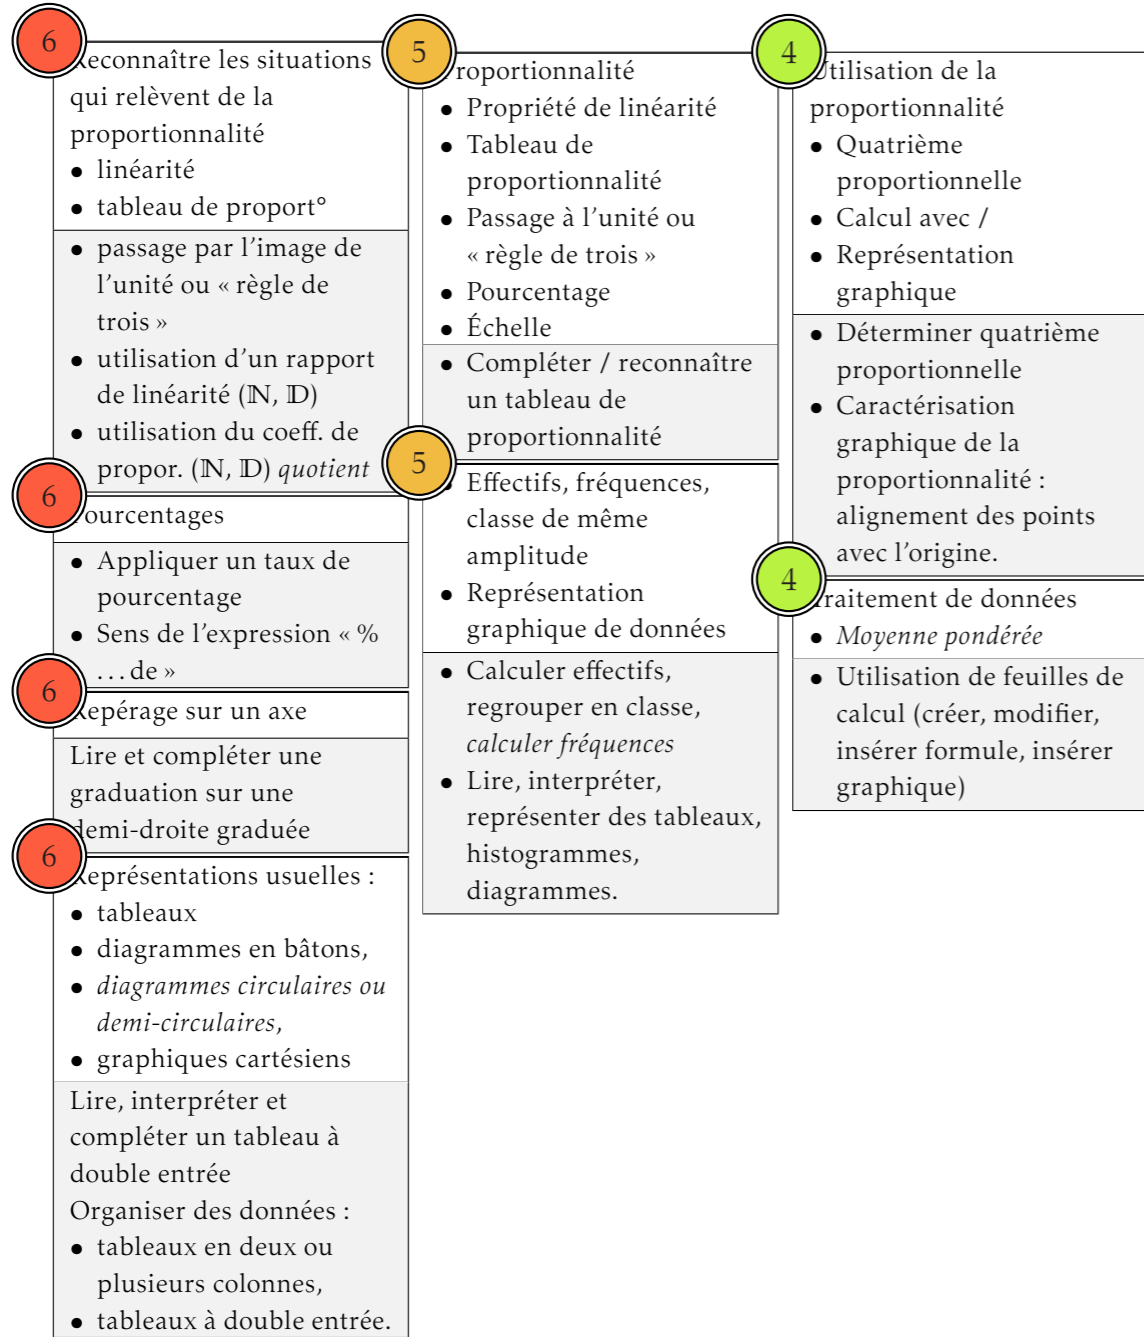 6
Reconnaître les situations
qui relèvent de la
proportionnalité
• linéarité
• tableau de proport°
• passage par l'image de
l'unité ou « règle de
trois »
• utilisation d'un rapport
de linéarité (ℕ, 𝔻)
• utilisation du coeff. de
propor. (ℕ, 𝔻) quotient
6
Pourcentages
• Appliquer un taux de
pourcentage
• Sens de l'expression « %
... de »
6
Repérage sur un axe
Lire et compléter une
graduation sur une
demi-droite graduée
6
Représentations usuelles :
• tableaux
• diagrammes en bâtons,
• diagrammes circulaires ou
demi-circulaires,
• graphiques cartésiens
Lire, interpréter et
compléter un tableau à
double entrée
Organiser des données :
• tableaux en deux ou
plusieurs colonnes,
• tableaux à double entrée.
5
Proportionnalité
• Propriété de linéarité
• Tableau de
proportionnalité
• Passage à l'unité ou
« règle de trois »
• Pourcentage
• Échelle
• Compléter / reconnaître
un tableau de
proportionnalité
5
• Effectifs, fréquences,
classe de même
amplitude
• Représentation
graphique de données
• Calculer effectifs,
regrouper en classe,
calculer fréquences
• Lire, interpréter,
représenter des tableaux,
histogrammes,
diagrammes.
4
Utilisation de la
proportionnalité
• Quatrième
proportionnelle
• Calcul avec /
• Représentation
graphique
• Déterminer quatrième
proportionnelle
• Caractérisation
graphique de la
proportionnalité :
alignement des points
avec l'origine.
4
Traitement de données
• Moyenne pondérée
• Utilisation de feuilles de
calcul (créer, modifier,
insérer formule, insérer
graphique)